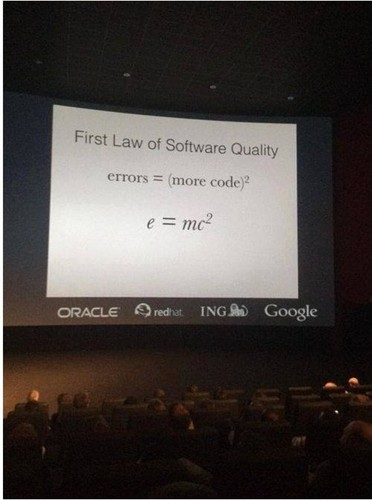 First Law of Software Quality
errors = (more code)²
e = mc²
ORACLE redhat ING Google